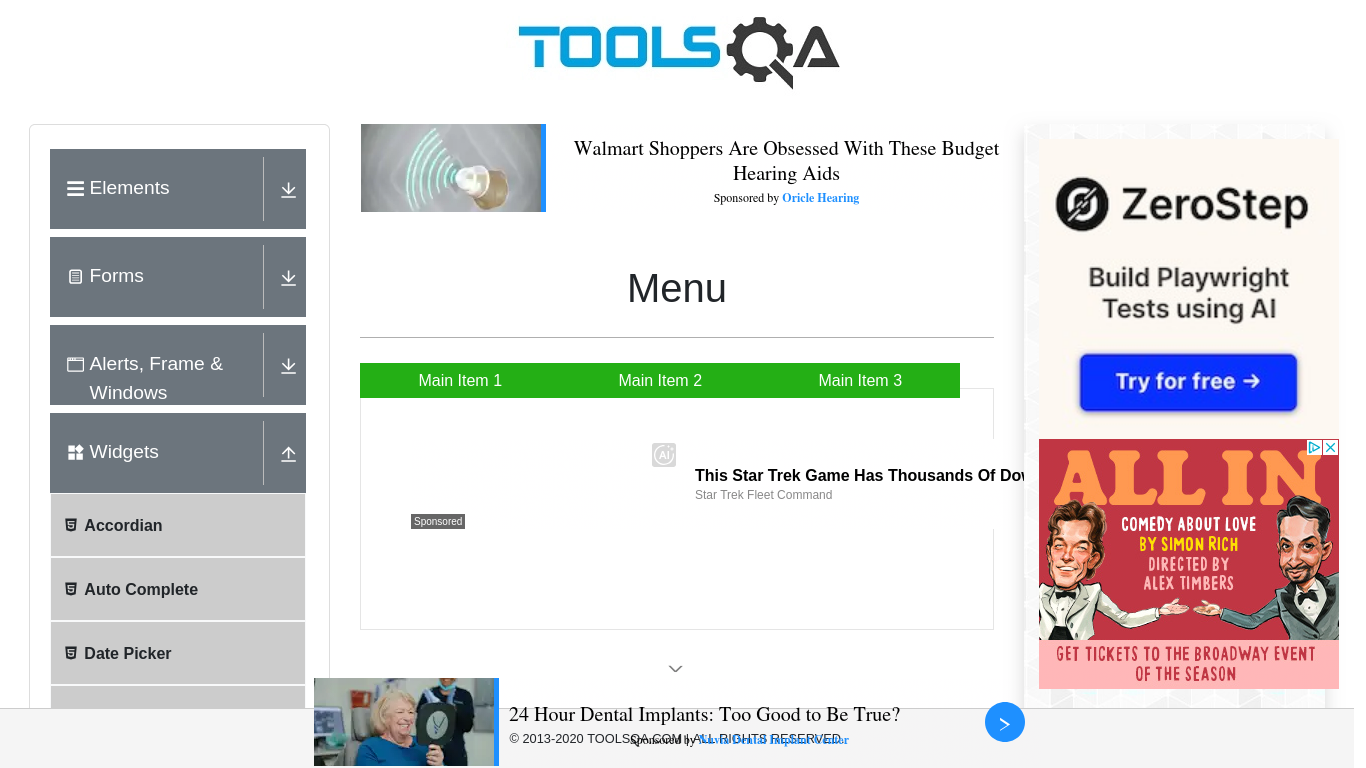 TOOLSQA
Elements
Forms
Alerts, Frame &
Windows
Widgets
Accordian
Auto Complete
Date Picker
Walmart Shoppers Are Obsessed With These Budget
Hearing Aids
Sponsored by Oricle Hearing
Menu
Main Item 1
Main Item 2
Main Item 3
AI
This Star Trek Game Has Thousands Of Dow
Star Trek Fleet Command
Sponsored
ZeroStep
Build Playwright
Tests using AI
Try for free →
ALL IN
COMEDY ABOUT LOVE
BY SIMON RICH
DIRECTED BY
ALEX TIMBERS
GET TICKETS TO THE BROADWAY EVENT
OF THE SEASON
24 Hour Dental Implants: Too Good to Be True?
© 2013-2020 TOOLSQA.COM | ALL RIGHTS RESERVED.
Sponsored by Dental Implant Center